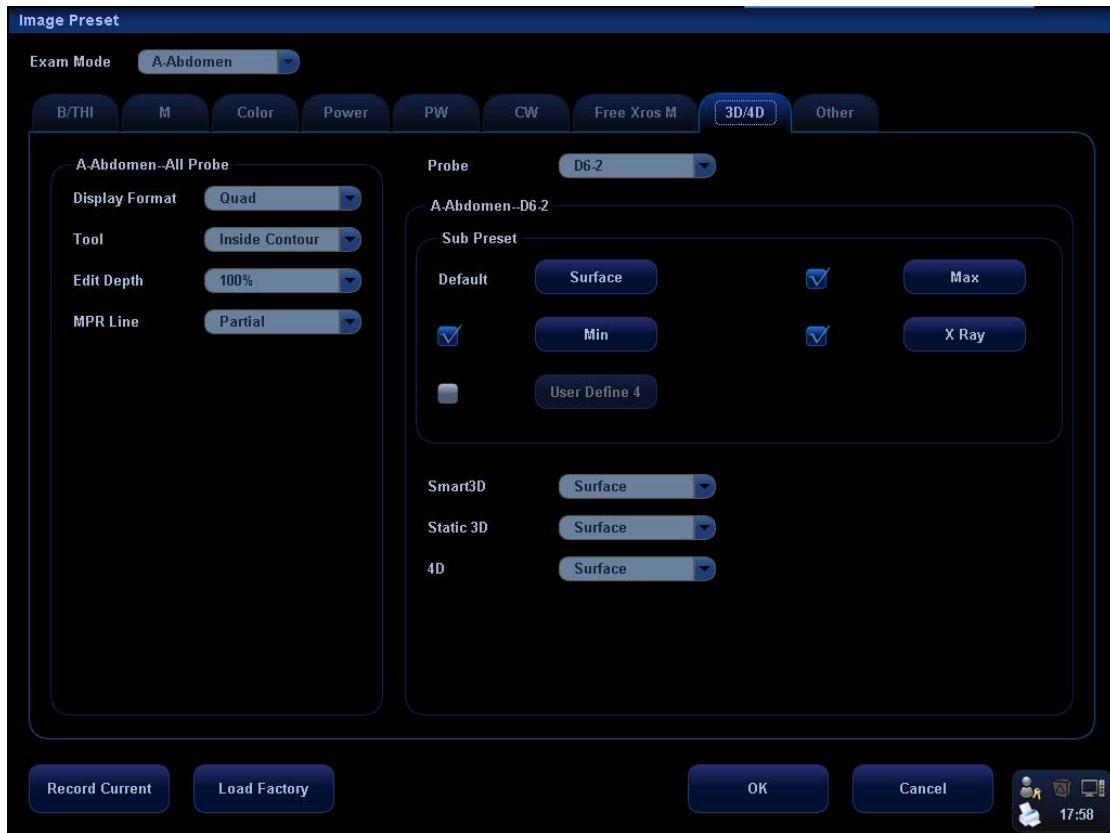 Image Preset
Exam Mode A-Abdomen
B/THI M Color Power PW CW Free Xros M 3D/4D Other
A-Abdomen--All Probe
Display Format Quad
Tool Inside Contour
Edit Depth 100%
MPR Line Partial
Probe D6-2
A-Abdomen--D6-2
Sub Preset
Default Surface Max
Min X Ray
User Define 4
Smart3D Surface
Static 3D Surface
4D Surface
Record Current Load Factory OK Cancel
17:58